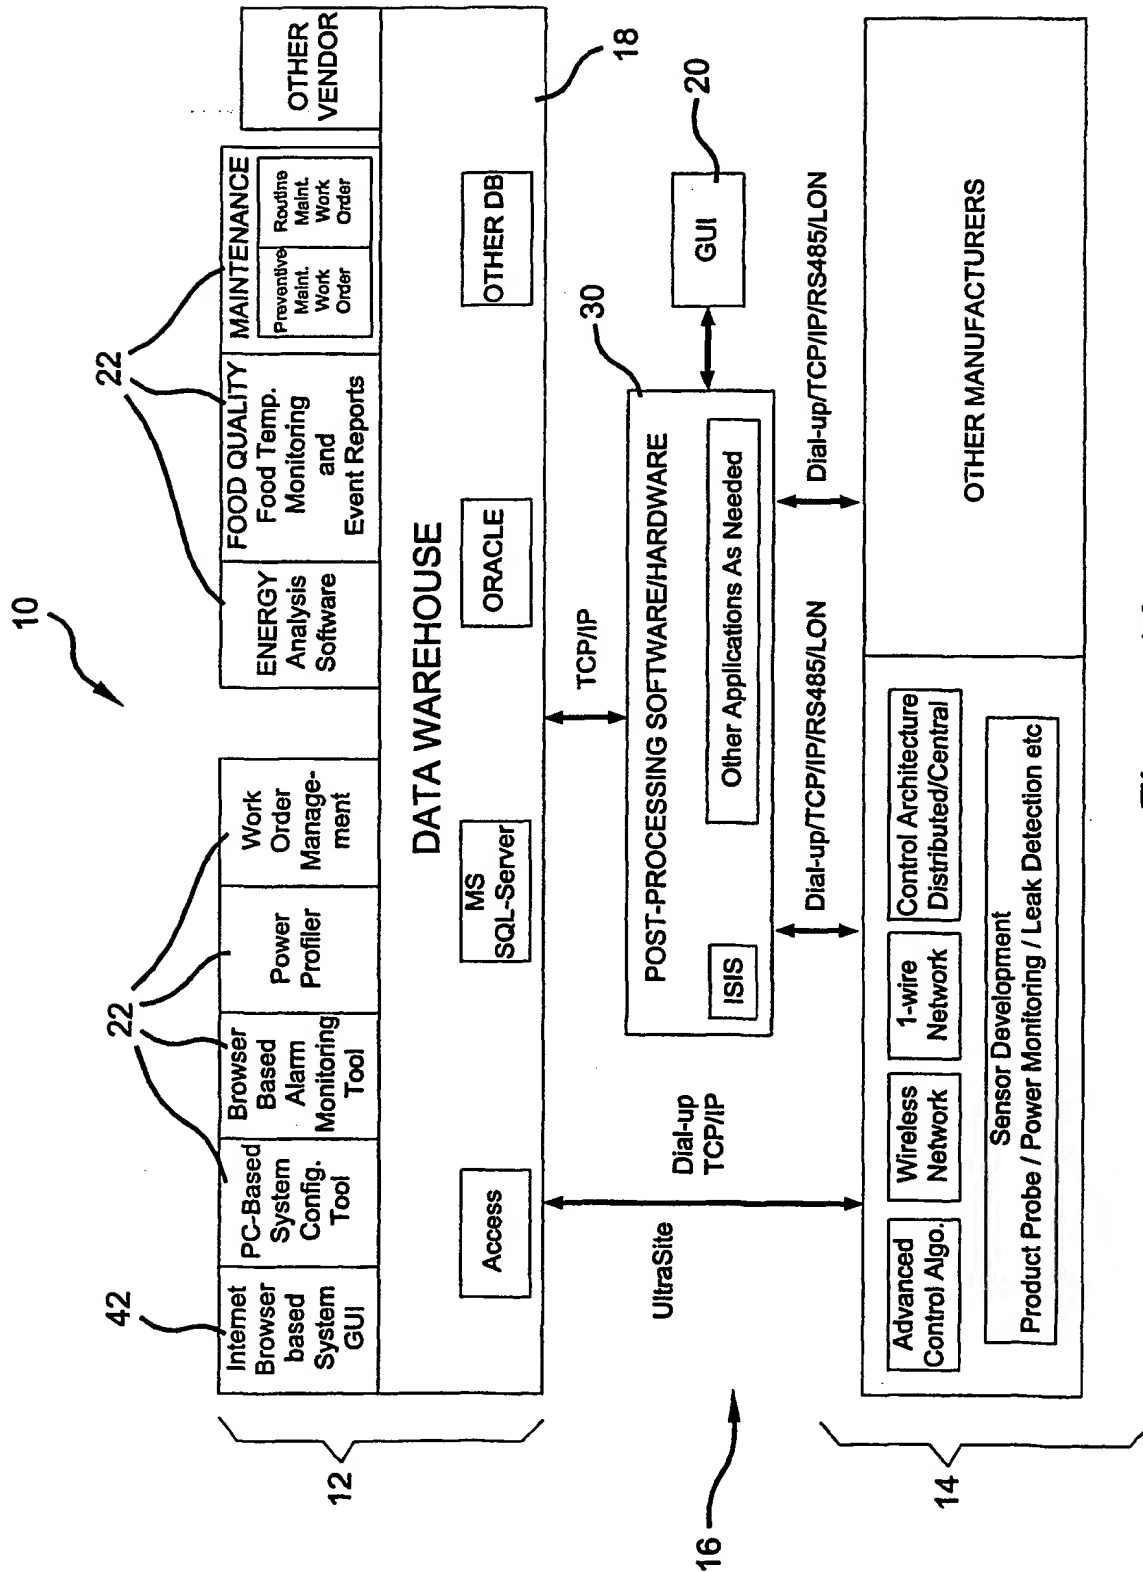 10
22
22
42
Internet
Browser
based
System
GUI
PC-Based
System
Config.
Tool
Browser
Based
Alarm
Monitoring
Tool
Power
Profiler
Work
Order
Manage-
ment
ENERGY
Analysis
Software
FOOD QUALITY
Food Temp.
Monitoring
and
Event Reports
MAINTENANCE
Preventive
Maint.
Work
Order
Routine
Maint.
Work
Order
OTHER
VENDOR
12
DATA WAREHOUSE
Access
MS
SQL-Server
ORACLE
OTHER DB
18
16
UltraSite
Dial-up
TCP/IP
TCP/IP
30
POST-PROCESSING SOFTWARE/HARDWARE
ISIS
Other Applications As Needed
GUI
20
Dial-up/TCP/IP/RS485/LON
Dial-up/TCP/IP/RS485/LON
14
Advanced
Control Algo.
Wireless
Network
1-wire
Network
Control Architecture
Distributed/Central
Sensor Development
Product Probe / Power Monitoring / Leak Detection etc
OTHER MANUFACTURERS